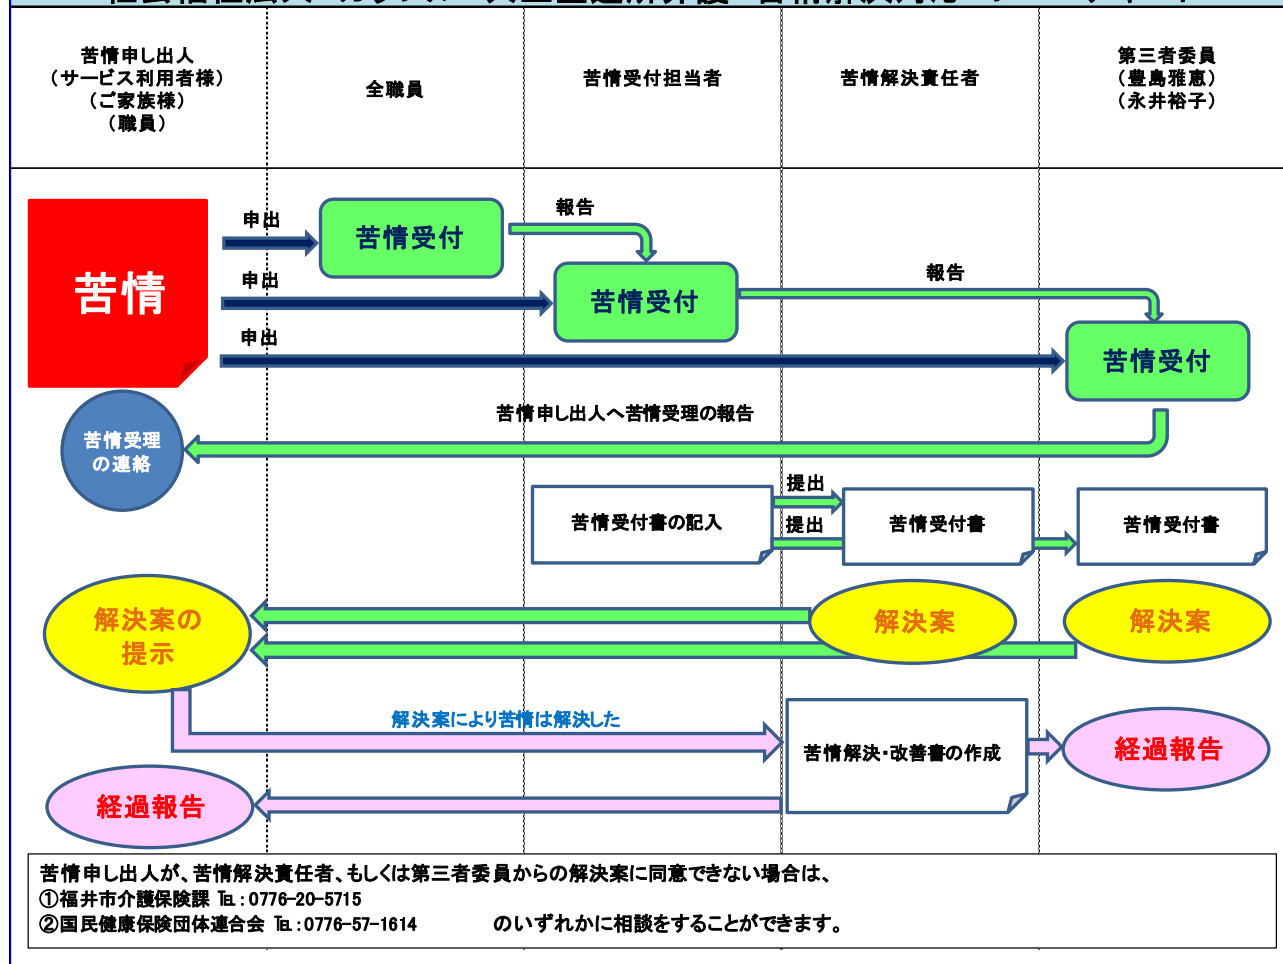 苦情申し出人
（サービス利用者様）
（ご家族様）
（職員）
全職員
苦情受付担当者
苦情解決責任者
第三者委員
（豊島雅恵）
（永井裕子）
苦情
申出
苦情受付
報告
申出
苦情受付
報告
申出
苦情受付
苦情申し出人へ苦情受理の報告
苦情受理
の連絡
苦情受付書の記入
提出
提出
苦情受付書
苦情受付書
解決案の
提示
解決案
解決案
解決案により苦情は解決した
苦情解決・改善書の作成
経過報告
経過報告
苦情申し出人が、苦情解決責任者、もしくは第三者委員からの解決案に同意できない場合は、
①福井市介護保険課 ℡：0776-20-5715
②国民健康保険団体連合会 ℡：0776-57-1614　のいずれかに相談をすることができます。